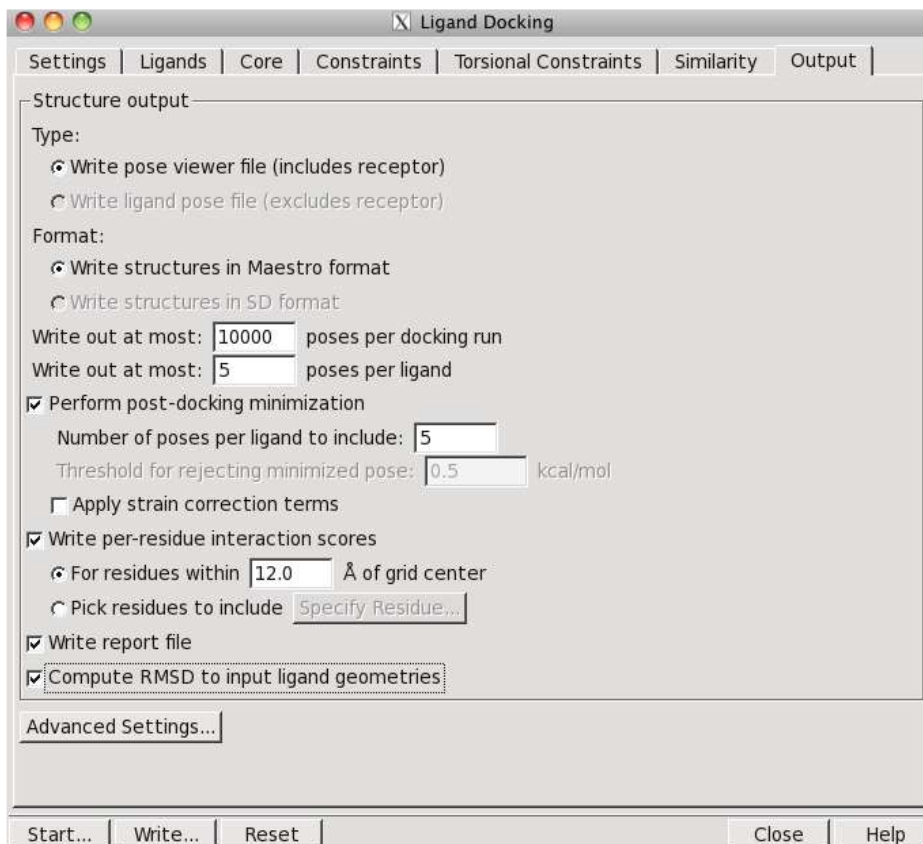 Ligand Docking
Settings Ligands Core Constraints Torsional Constraints Similarity Output
Structure output
Type:
Write pose viewer file (includes receptor)
Write ligand pose file (excludes receptor)
Format:
Write structures in Maestro format
Write structures in SD format
Write out at most: 10000 poses per docking run
Write out at most: 5 poses per ligand
Perform post-docking minimization
Number of poses per ligand to include: 5
Threshold for rejecting minimized pose: 0.5 kcal/mol
Apply strain correction terms
Write per-residue interaction scores
For residues within 12.0 Å of grid center
Pick residues to include Specify Residue...
Write report file
Compute RMSD to input ligand geometries
Advanced Settings...
Start... Write... Reset Close Help